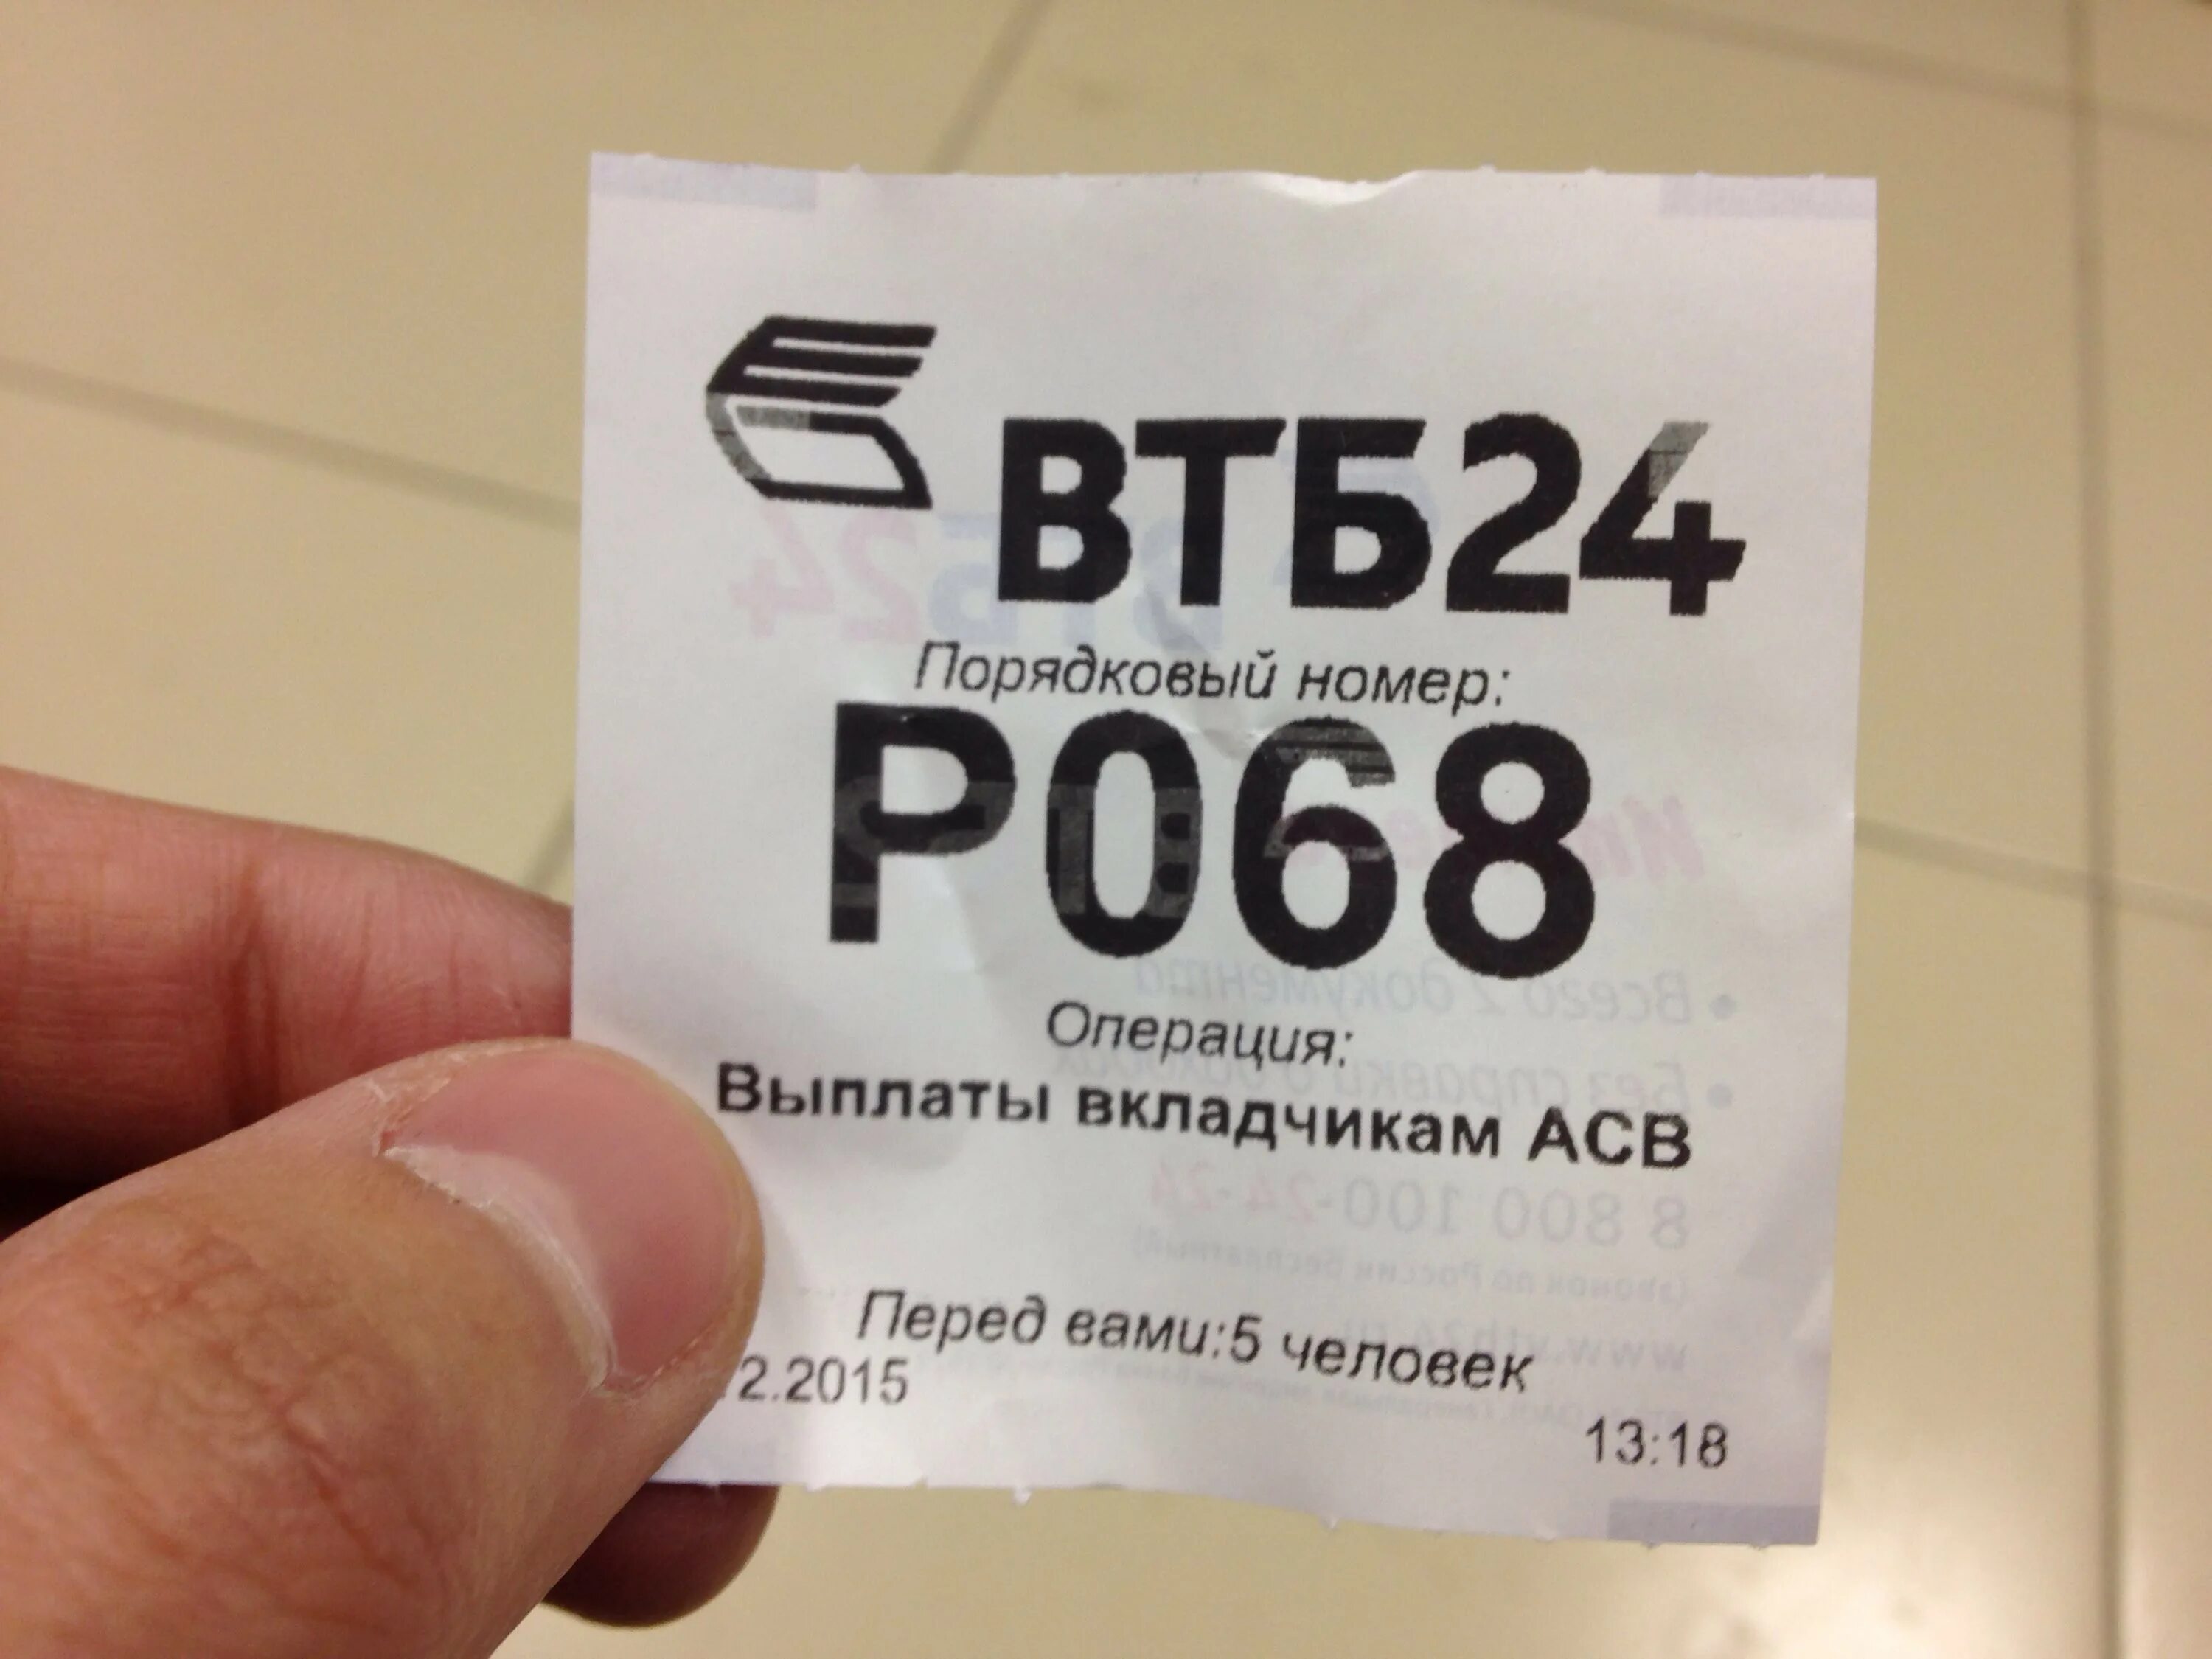 ВТБ24
Порядковый номер:
Р068
Операция:
Выплаты вкладчикам АСВ
Перед вами:5 человек
2.2015
13:18